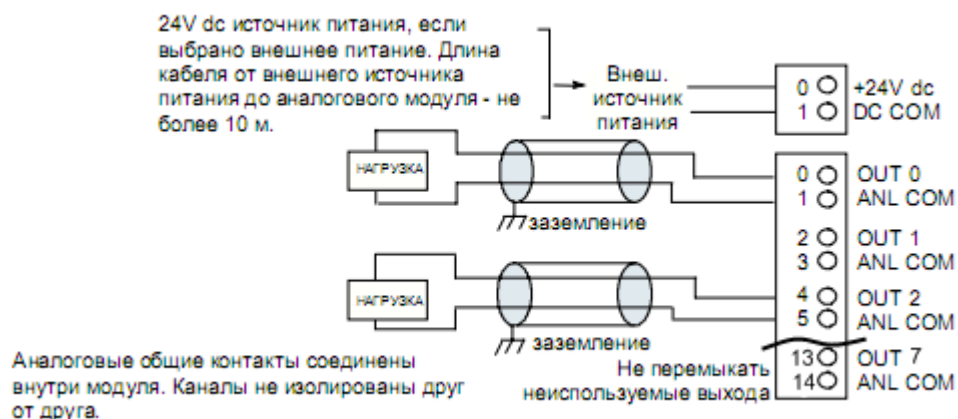 24V dc источник питания, если
выбрано внешнее питание. Длина
кабеля от внешнего источника
питания до аналогового модуля - не
более 10 м.
Внеш.
источник
питания
0 +24V dc
1 DC COM
НАГРУЗКА
заземление
0 OUT 0
1 ANL COM
2 OUT 1
3 ANL COM
НАГРУЗКА
заземление
4 OUT 2
5 ANL COM
13 OUT 7
14 ANL COM
Не перемыкать
неиспользуемые выхода
Аналоговые общие контакты соединены
внутри модуля. Каналы не изолированы друг
от друга.